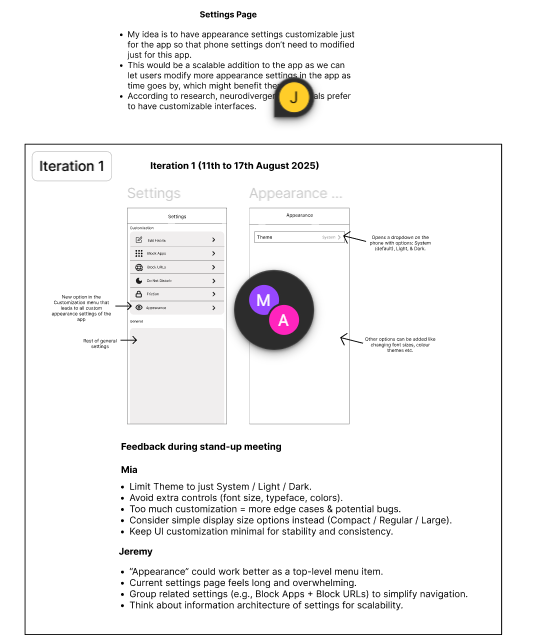 Settings Page
• My idea is to have appearance settings customizable just
for the app so that phone settings don't need to modified
just for this app.
• This would be a scalable addition to the app as we can
let users modify more appearance settings in the app as
time goes by, which might benefit
• According to research, prefer
to have customizable interfaces.
J
Iteration 1
Iteration 1 (11th to 17th August 2025)
Settings
Appearance ...
Settings
Customisation
Edit Profile
Block Apps
Block URLs
Do Not Disturb
Friction
Appearance
General
Appearance
Theme
System
Opens a dropdown on the
phone with options: System
(default), Light, & Dark.
New option in the
Customization menu that
leads to all custom
appearance settings of the
app
Rest of general
settings
M
A
Other options can be added like
changing font sizes, colour
themes etc.
Feedback during stand-up meeting
Mia
• Limit Theme to just System / Light / Dark.
• Avoid extra controls (font size, typeface, colors).
• Too much customization = more edge cases & potential bugs.
• Consider simple display size options instead (Compact / Regular / Large).
• Keep UI customization minimal for stability and consistency.
Jeremy
• “Appearance” could work better as a top-level menu item.
• Current settings page feels long and overwhelming.
• Group related settings (e.g., Block Apps + Block URLs) to simplify navigation.
• Think about information architecture of settings for scalability.